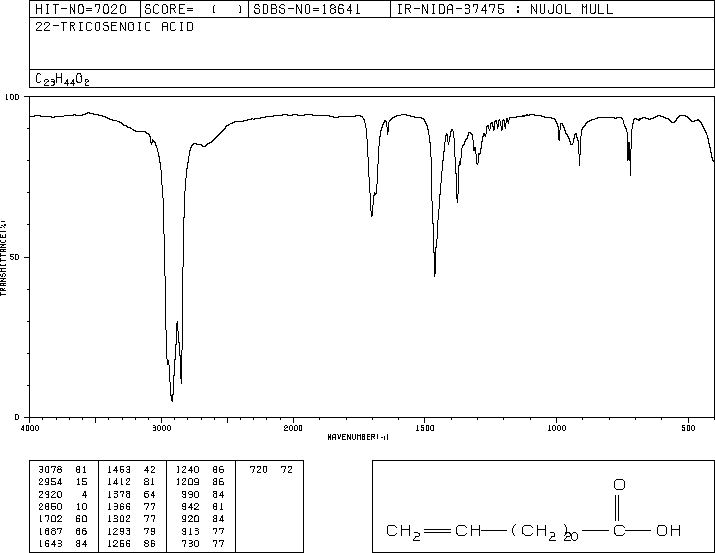 HIT-NO=7020 SCORE= ( ) SDBS-NO=18641 IR-NIDA-37475 : NUJOL MULL
22-TRICOSENOIC ACID
C23H44O2
100
50
0
TRANSMITTANCE(%)
4000 3000 2000 1500 1000 500
WAVENUMBER(-1)
3078 81 1463 42 1240 86 720 72
2954 15 1412 81 1209 86
2920 4 1378 64 990 84
2850 10 1366 77 942 81
1702 60 1302 77 920 84
1687 66 1293 79 913 77
1643 84 1266 86 730 77
O
CH2 CH (CH2)20 C OH